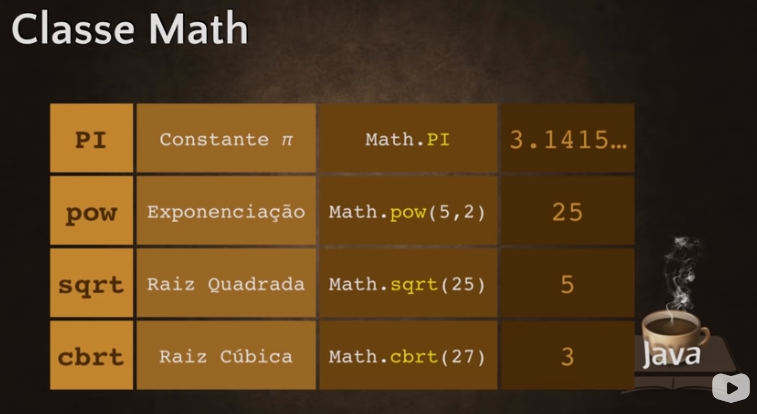 Classe Math
PI Constante π Math.PI 3.1415…
pow Exponenciação Math.pow(5,2) 25
sqrt Raiz Quadrada Math.sqrt(25) 5
cbrt Raiz Cúbica Math.cbrt(27) 3
Java